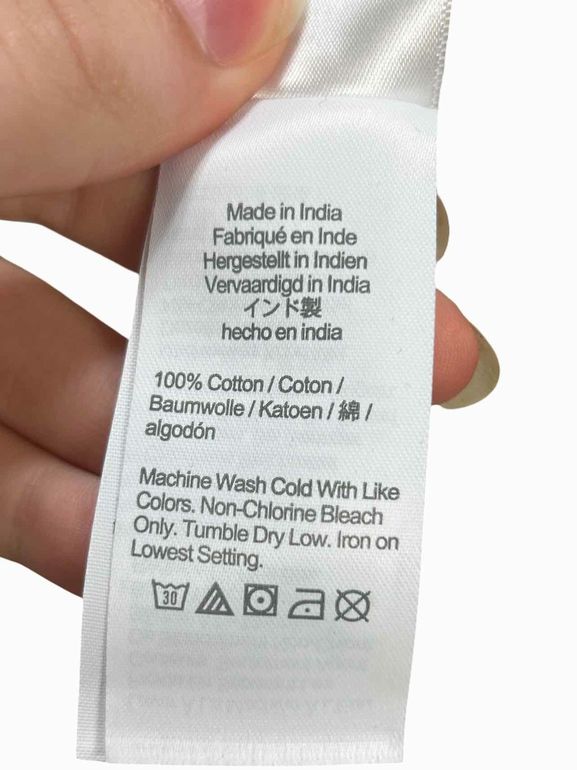 Made in India
Fabriqué en Inde
Hergestellt in Indien
Vervaardigd in India
インド製
hecho en india
100% Cotton / Coton /
Baumwolle / Katoen / 綿 /
algodón
Machine Wash Cold With Like
Colors. Non-Chlorine Bleach
Only. Tumble Dry Low. Iron on
Lowest Setting.
30